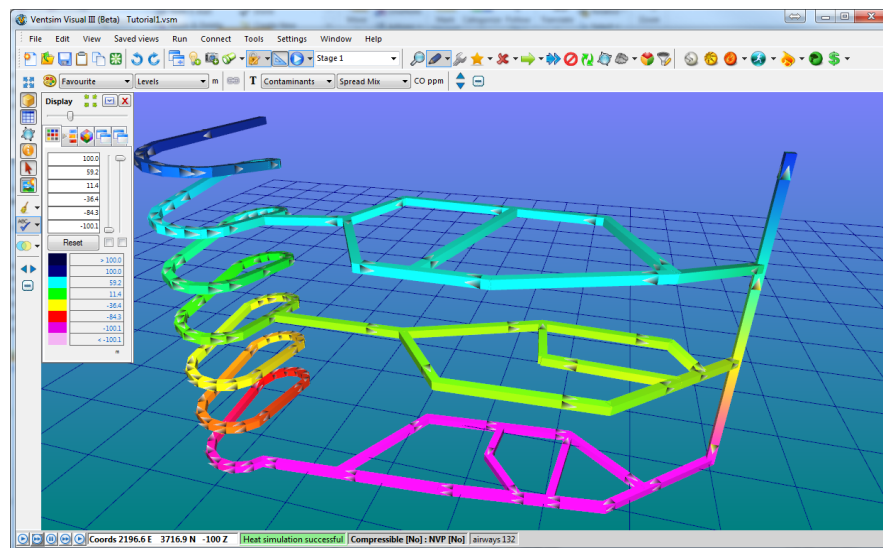 Ventsim Visual III (Beta) Tutorial1.vsm
File Edit View Saved views Run Connect Tools Settings Window Help
Stage 1
Favourite Levels m T Contaminants Spread Mix CO ppm
Display
100.0
59.2
11.4
-36.4
-84.3
-100.1
Reset
> 100.0
100.0
59.2
11.4
-36.4
-84.3
-100.1
< -100.1
Coords 2196.6 E 3716.9 N -100 Z Heat simulation successful Compressible [No] : NVP [No] airways 132